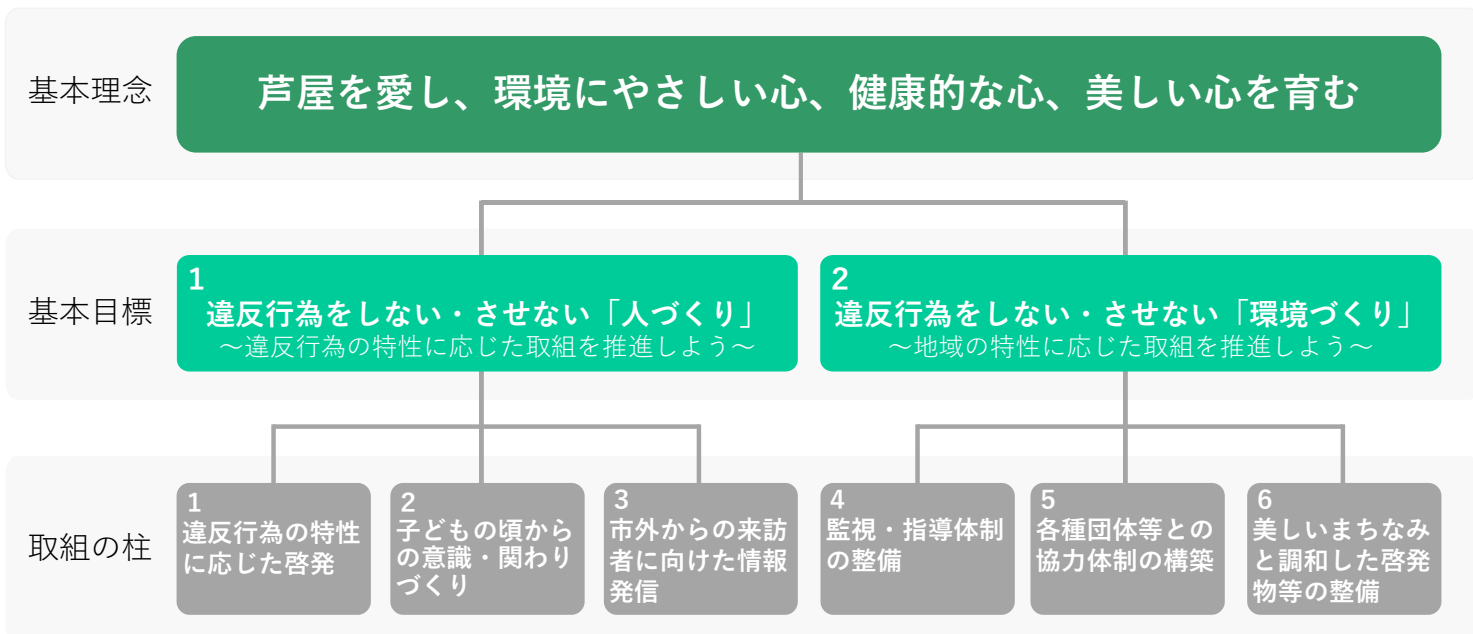 基本理念
芦屋を愛し、環境にやさしい心、健康的な心、美しい心を育む
基本目標
1
違反行為をしない・させない「人づくり」
～違反行為の特性に応じた取組を推進しよう～
2
違反行為をしない・させない「環境づくり」
～地域の特性に応じた取組を推進しよう～
取組の柱
1
違反行為の特性
に応じた啓発
2
子どもの頃から
の意識・関わり
づくり
3
市外からの来訪
者に向けた情報
発信
4
監視・指導体制
の整備
5
各種団体等との
協力体制の構築
6
美しいまちなみ
と調和した啓発
物等の整備